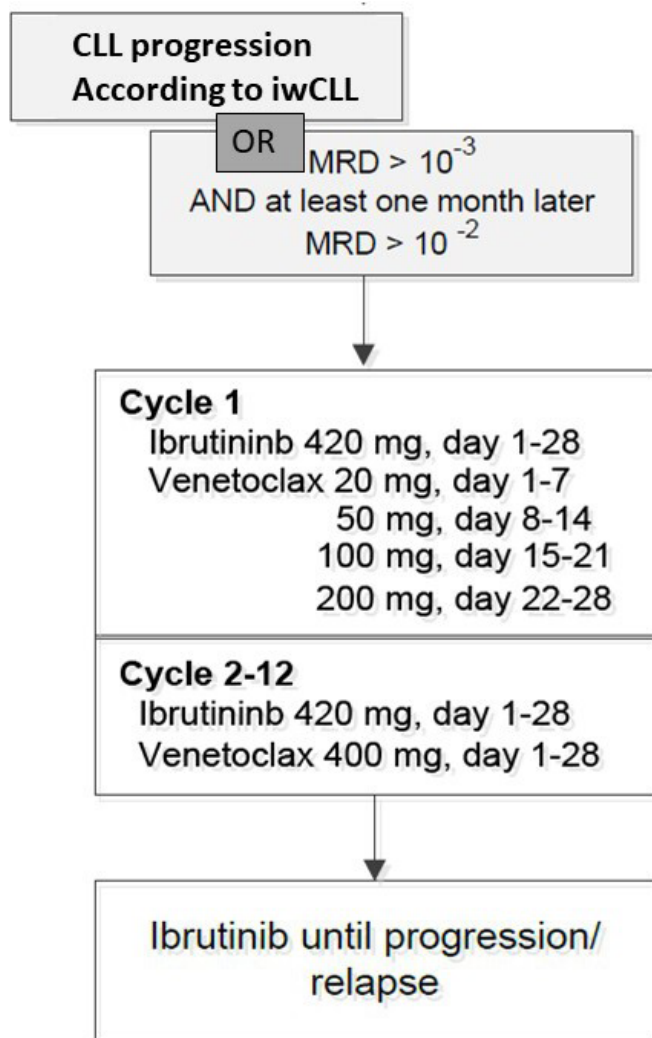 CLL progression
According to iwCLL
OR
MRD > 10⁻³
AND at least one month later
MRD > 10 ⁻²
Cycle 1
Ibrutininb 420 mg, day 1-28
Venetoclax 20 mg, day 1-7
50 mg, day 8-14
100 mg, day 15-21
200 mg, day 22-28
Cycle 2-12
Ibrutininb 420 mg, day 1-28
Venetoclax 400 mg, day 1-28
Ibrutinib until progression/
relapse